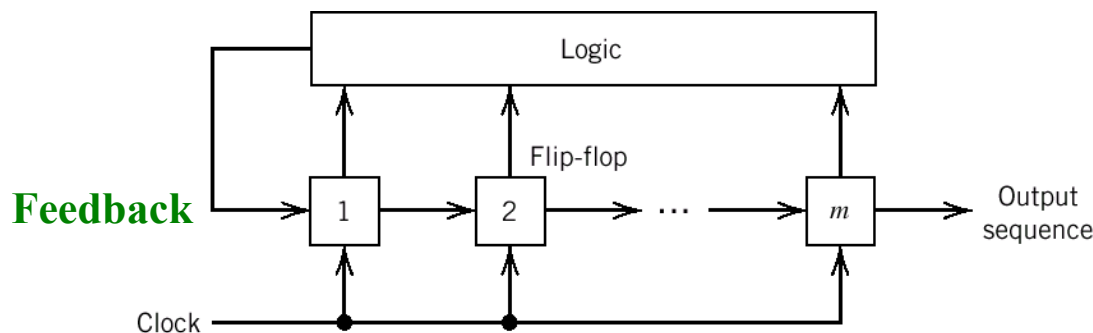 Logic
Flip-flop
Feedback
1
2
...
m
Output
sequence
Clock